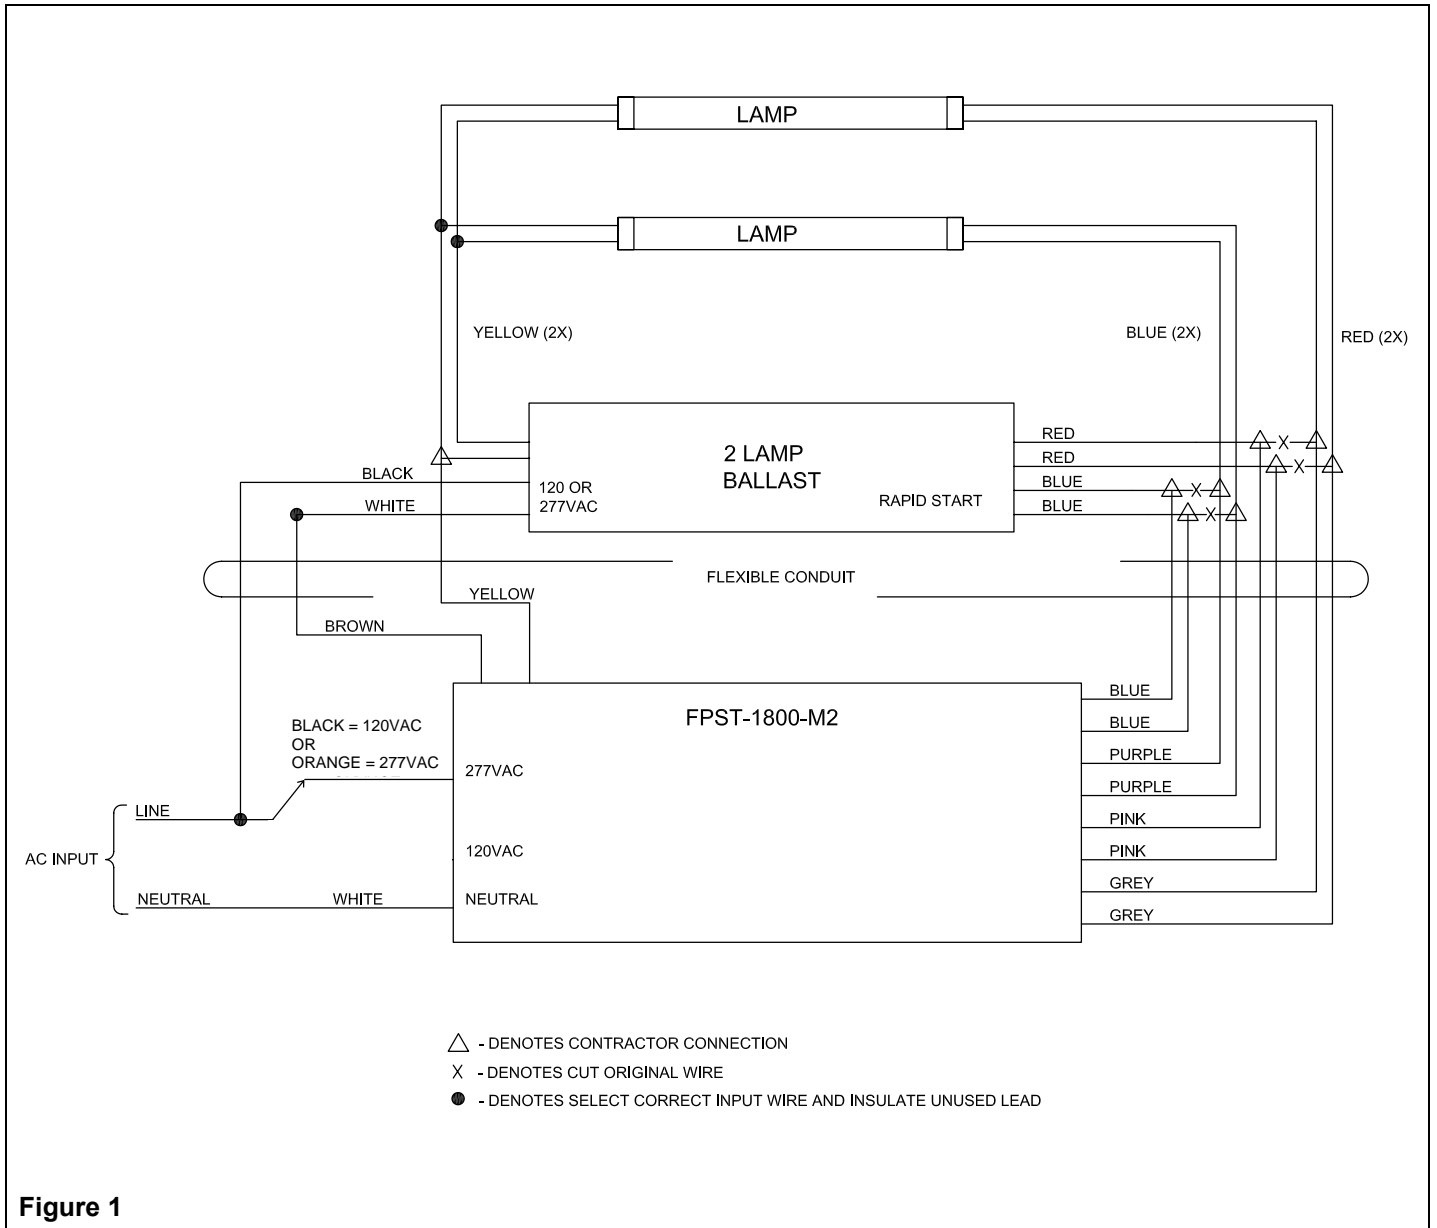 LAMP
LAMP
YELLOW (2X)
BLUE (2X)
RED (2X)
2 LAMP
BALLAST
120 OR
277VAC
RAPID START
BLACK
WHITE
RED
RED
BLUE
BLUE
FLEXIBLE CONDUIT
YELLOW
BROWN
FPST-1800-M2
BLACK = 120VAC
OR
ORANGE = 277VAC
277VAC
120VAC
NEUTRAL
LINE
AC INPUT
NEUTRAL
WHITE
BLUE
BLUE
PURPLE
PURPLE
PINK
PINK
GREY
GREY
- DENOTES CONTRACTOR CONNECTION
X - DENOTES CUT ORIGINAL WIRE
- DENOTES SELECT CORRECT INPUT WIRE AND INSULATE UNUSED LEAD
Figure 1